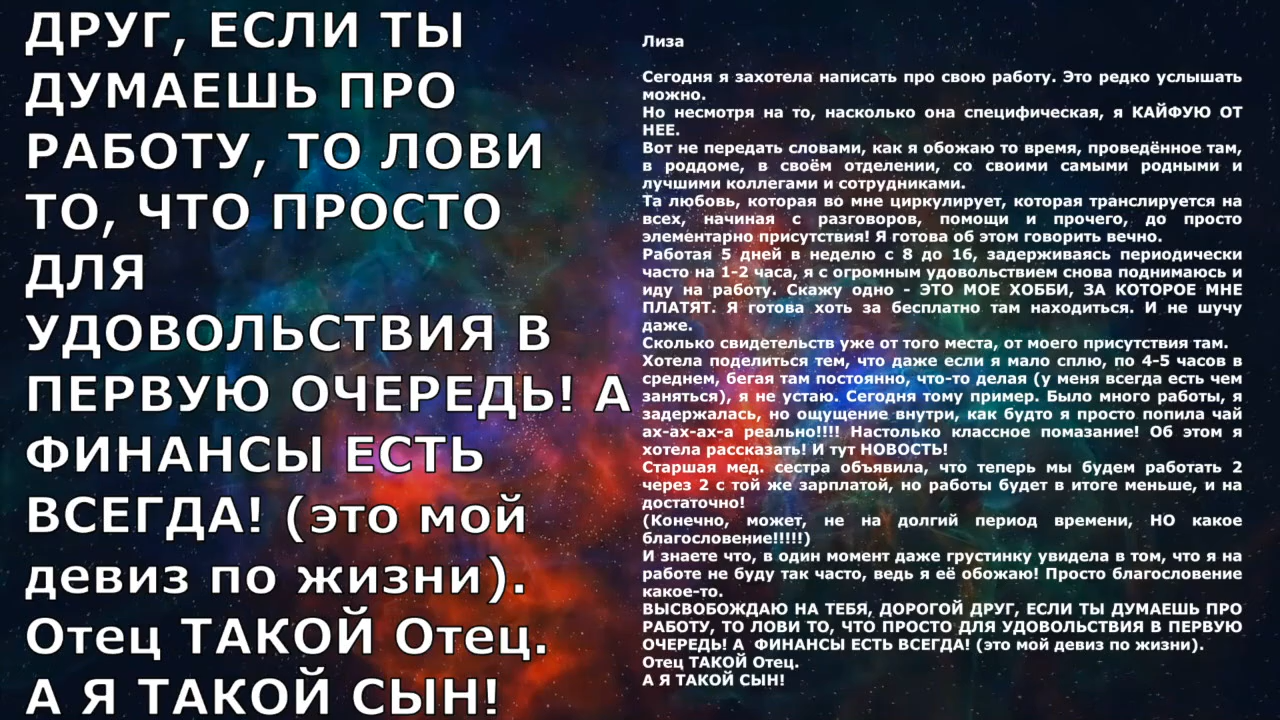 ДРУГ, ЕСЛИ ТЫ
ДУМАЕШЬ ПРО
РАБОТУ, ТО ЛОВИ
ТО, ЧТО ПРОСТО
ДЛЯ
УДОВОЛЬСТВИЯ В
ПЕРВУЮ ОЧЕРЕДЬ! А
ФИНАНСЫ ЕСТЬ
ВСЕГДА! (это мой
девиз по жизни).
Отец ТАКОЙ Отец.
А Я ТАКОЙ СЫН!
Лиза
Сегодня я захотела написать про свою работу. Это редко услышать
можно.
Но несмотря на то, насколько она специфическая, я КАЙФУЮ ОТ
НЕЕ.
Вот не передать словами, как я обожаю то время, проведённое там,
в роддоме, в своём отделении, со своими самыми родными и
лучшими коллегами и сотрудниками.
Та любовь, которая во мне циркулирует, которая транслируется на
всех, начиная с разговоров, помощи и прочего, до просто
элементарно присутствия! Я готова об этом говорить вечно.
Работая 5 дней в неделю с 8 до 16, задерживаясь периодически
часто на 1-2 часа, я с огромным удовольствием снова поднимаюсь и
иду на работу. Скажу одно - ЭТО МОЕ ХОББИ, ЗА КОТОРОЕ МНЕ
ПЛАТЯТ. Я готова хоть за бесплатно там находиться. И не шучу
даже.
Сколько свидетельств уже от того места, от моего присутствия там.
Хотела поделиться тем, что даже если я мало сплю, по 4-5 часов в
среднем, бегая там постоянно, что-то делая (у меня всегда есть чем
заняться), я не устаю. Сегодня тому пример. Было много работы, я
задержалась, но ощущение внутри, как будто я просто попила чай
ах-ах-ах-а реально!!!! Настолько классное помазание! Об этом я
хотела рассказать! И тут НОВОСТЬ!
Старшая мед. сестра объявила, что теперь мы будем работать 2
через 2 с той же зарплатой, но работы будет в итоге меньше, и на
достаточно!
(Конечно, может, не на долгий период времени, НО какое
благословение!!!!!)
И знаете что, в один момент даже грустинку увидела в том, что я на
работе не буду так часто, ведь я её обожаю! Просто благословение
какое-то.
ВЫСВОБОЖДАЮ НА ТЕБЯ, ДОРОГОЙ ДРУГ, ЕСЛИ ТЫ ДУМАЕШЬ ПРО
РАБОТУ, ТО ЛОВИ ТО, ЧТО ПРОСТО ДЛЯ УДОВОЛЬСТВИЯ В ПЕРВУЮ
ОЧЕРЕДЬ! А ФИНАНСЫ ЕСТЬ ВСЕГДА! (это мой девиз по жизни).
Отец ТАКОЙ Отец.
А Я ТАКОЙ СЫН!